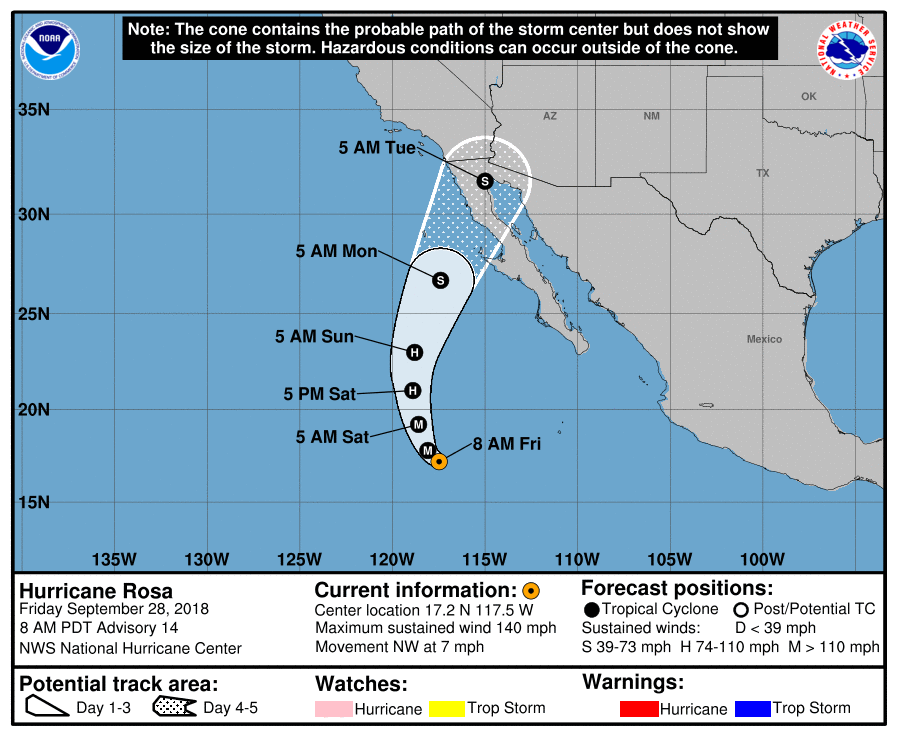 Note: The cone contains the probable path of the storm center but does not show
the size of the storm. Hazardous conditions can occur outside of the cone.
NOAA
NATIONAL WEATHER SERVICE
35N
30N
25N
20N
15N
AZ
NM
OK
TX
Mexico
5 AM Tue
S
5 AM Mon
S
5 AM Sun
H
5 PM Sat
H
5 AM Sat
M
M
8 AM Fri
135W
130W
125W
120W
115W
110W
105W
100W
Hurricane Rosa
Friday September 28, 2018
8 AM PDT Advisory 14
NWS National Hurricane Center
Current information:
Center location 17.2 N 117.5 W
Maximum sustained wind 140 mph
Movement NW at 7 mph
Forecast positions:
Tropical Cyclone Post/Potential TC
Sustained winds: D < 39 mph
S 39-73 mph H 74-110 mph M > 110 mph
Potential track area:
Day 1-3 Day 4-5
Watches:
Hurricane Trop Storm
Warnings:
Hurricane Trop Storm